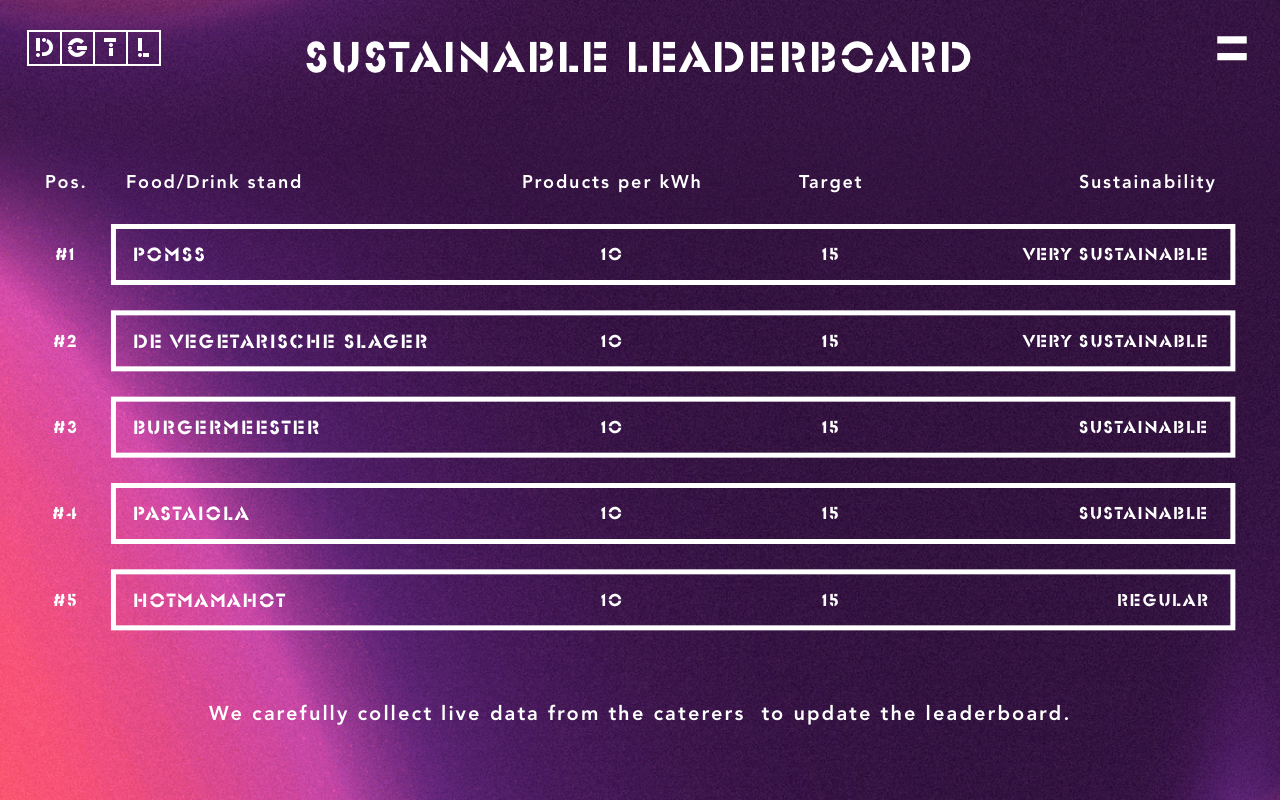 DGTL
SUSTAINABLE LEADERBOARD
Pos. Food/Drink stand Products per kWh Target Sustainability
#1 POMSS 10 15 VERY SUSTAINABLE
#2 DE VEGETARISCHE SLAGER 10 15 VERY SUSTAINABLE
#3 BURGERMEESTER 10 15 SUSTAINABLE
#4 PASTAIOLA 10 15 SUSTAINABLE
#5 HOTMAMAHOT 10 15 REGULAR
We carefully collect live data from the caterers to update the leaderboard.